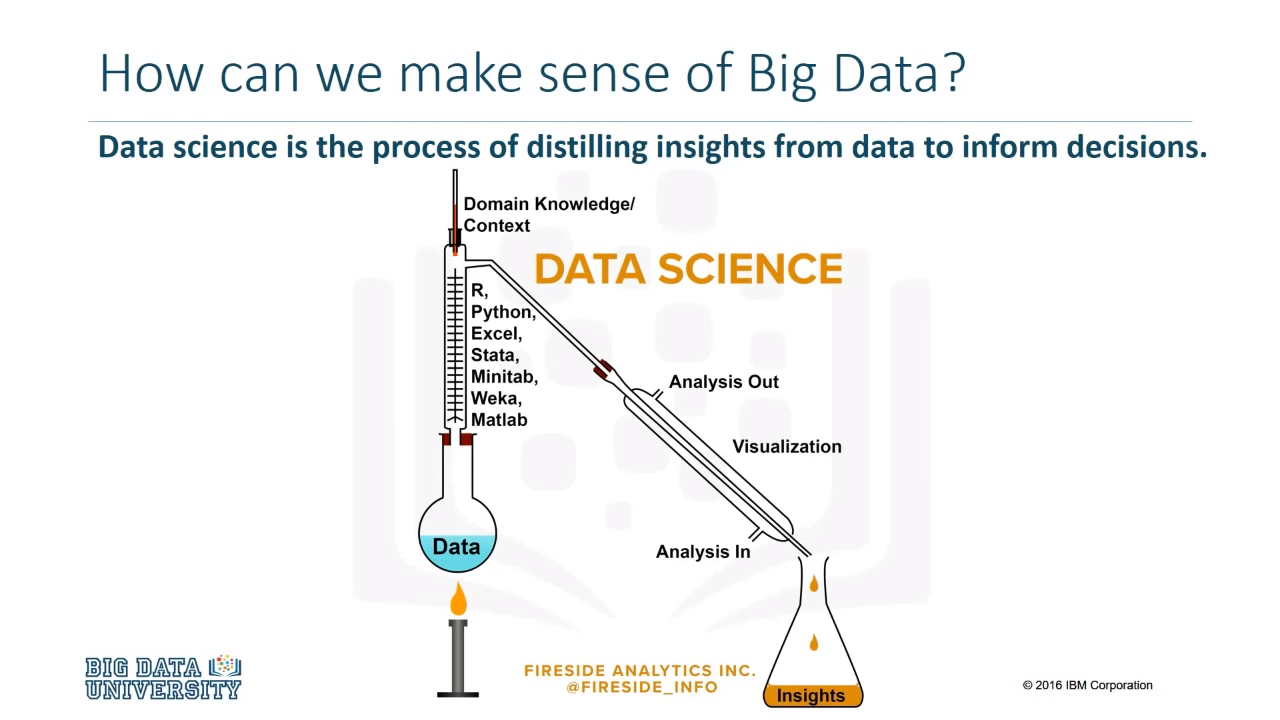 How can we make sense of Big Data?
Data science is the process of distilling insights from data to inform decisions.
Domain Knowledge/
Context
DATA SCIENCE
R,
Python,
Excel,
Stata,
Minitab,
Weka,
Matlab
Analysis Out
Visualization
Analysis In
Data
Insights
BIG DATA
UNIVERSITY
FIRESIDE ANALYTICS INC.
@FIRESIDE_INFO
© 2016 IBM Corporation